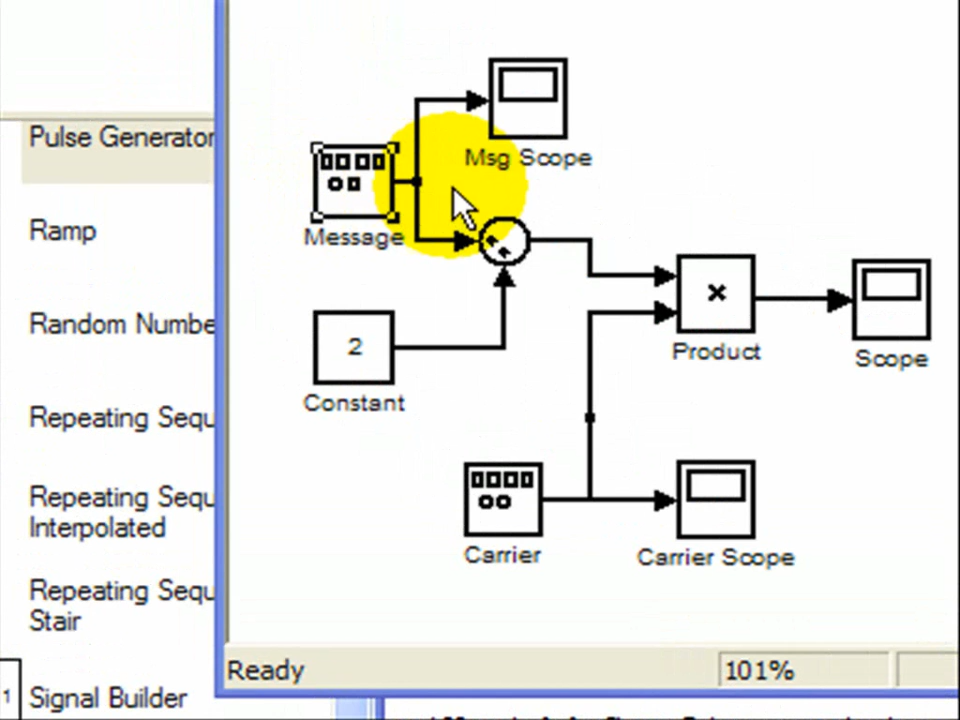 Pulse Generator
Ramp
Random Numbe
Repeating Sequ
Repeating Sequ
Interpolated
Repeating Sequ
Stair
1
Signal Builder
Msg Scope
Message
2
Constant
×
Product
Scope
Carrier
Carrier Scope
Ready
101%